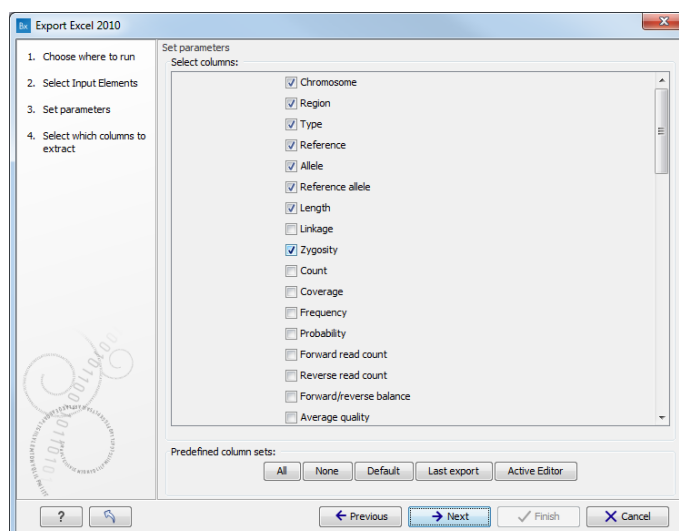 Bx Export Excel 2010
1. Choose where to run
2. Select Input Elements
3. Set parameters
4. Select which columns to
extract
Set parameters
Select columns:
Chromosome
Region
Type
Reference
Allele
Reference allele
Length
Linkage
Zygosity
Count
Coverage
Frequency
Probability
Forward read count
Reverse read count
Forward/reverse balance
Average quality
Predefined column sets:
All None Default Last export Active Editor
? Previous Next Finish Cancel